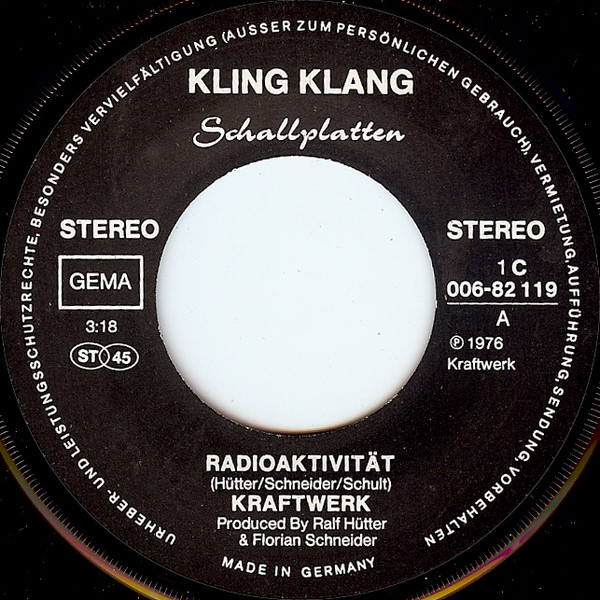 URHEBER- UND LEISTUNGSSCHUTZRECHTE, BESONDERS VERVIELFÄLTIGUNG (AUSSER ZUM PERSÖNLICHEN GEBRAUCH), VERMIETUNG, AUFFÜHRUNG, SENDUNG, VORBEHALTEN
KLING KLANG
Schallplatten
STEREO
GEMA
3:18
ST 45
STEREO
1 C
006-82 119
A
℗ 1976
Kraftwerk
RADIOAKTIVITÄT
(Hütter/Schneider/Schult)
KRAFTWERK
Produced By Ralf Hütter
& Florian Schneider
MADE IN GERMANY